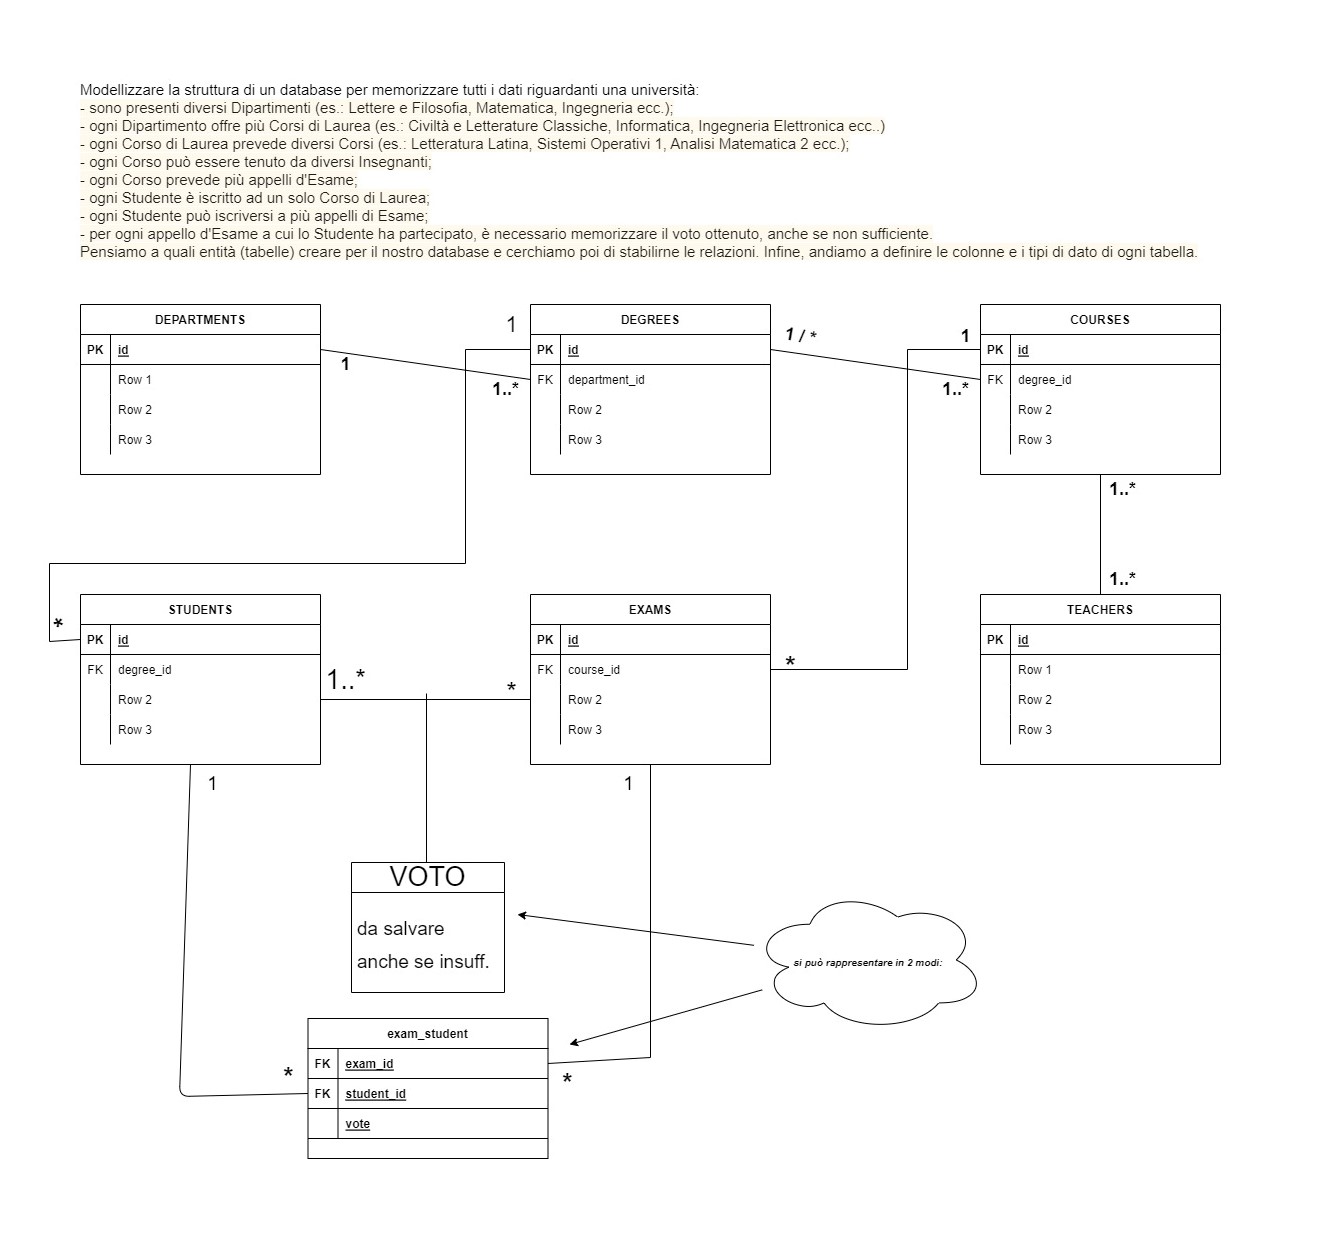 Modellizzare la struttura di un database per memorizzare tutti i dati riguardanti una università:
- sono presenti diversi Dipartimenti (es.: Lettere e Filosofia, Matematica, Ingegneria ecc.);
- ogni Dipartimento offre più Corsi di Laurea (es.: Civiltà e Letterature Classiche, Informatica, Ingegneria Elettronica ecc..)
- ogni Corso di Laurea prevede diversi Corsi (es.: Letteratura Latina, Sistemi Operativi 1, Analisi Matematica 2 ecc.);
- ogni Corso può essere tenuto da diversi Insegnanti;
- ogni Corso prevede più appelli d'Esame;
- ogni Studente è iscritto ad un solo Corso di Laurea;
- ogni Studente può iscriversi a più appelli di Esame;
- per ogni appello d'Esame a cui lo Studente ha partecipato, è necessario memorizzare il voto ottenuto, anche se non sufficiente.
Pensiamo a quali entità (tabelle) creare per il nostro database e cerchiamo poi di stabilirne le relazioni. Infine, andiamo a definire le colonne e i tipi di dato di ogni tabella.
DEPARTMENTS
PK id
Row 1
Row 2
Row 3
1
1
1..*
DEGREES
PK id
FK department_id
Row 2
Row 3
1 / *
1
1..*
COURSES
PK id
FK degree_id
Row 2
Row 3
1..*
1..*
*
STUDENTS
PK id
FK degree_id
Row 2
Row 3
1..*
*
EXAMS
PK id
FK course_id
Row 2
Row 3
*
TEACHERS
PK id
Row 1
Row 2
Row 3
1
1
VOTO
da salvare
anche se insuff.
si può rappresentare in 2 modi:
exam_student
FK exam_id
FK student_id
vote
*
*